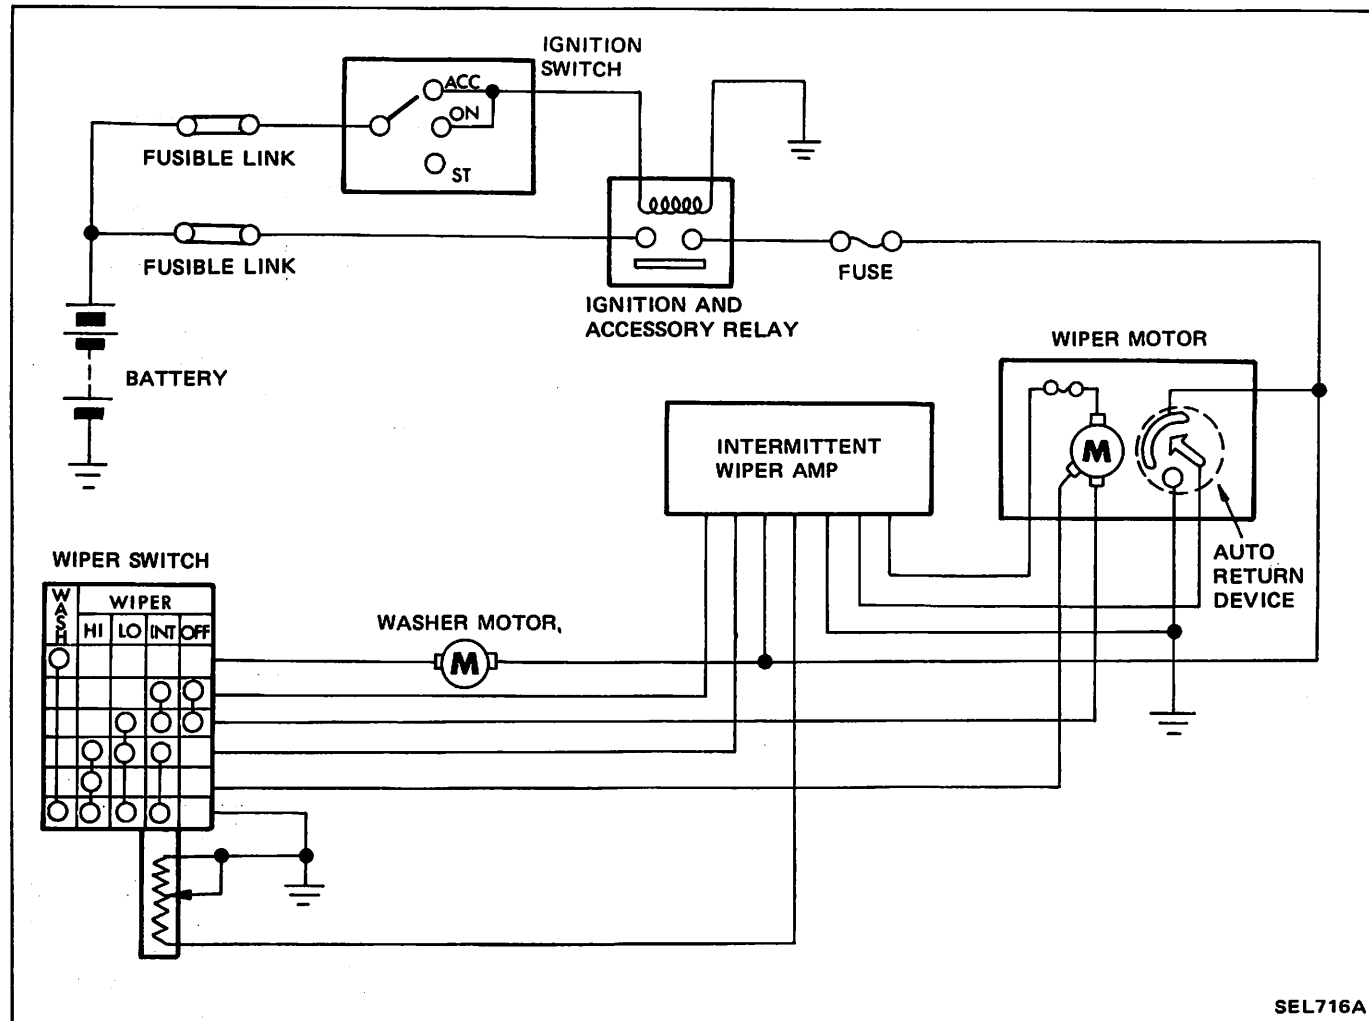 IGNITION
SWITCH
ACC
ON
ST
FUSIBLE LINK
FUSIBLE LINK
FUSE
IGNITION AND
ACCESSORY RELAY
BATTERY
WIPER MOTOR
M
INTERMITTENT
WIPER AMP
AUTO
RETURN
DEVICE
WIPER SWITCH
WASH
WIPER
HI LO INT OFF
WASHER MOTOR
M
SEL716A